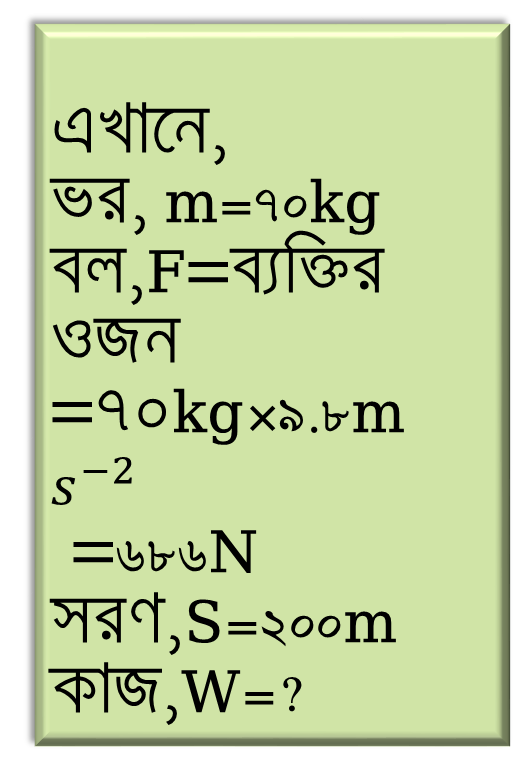 এখানে,
ভর, m=৭০kg
বল,F=ব্যক্তির
ওজন
=৭০kg×৯.৮m
s⁻²
=৬৮৬N
সরণ,S=২০০m
কাজ,W=?